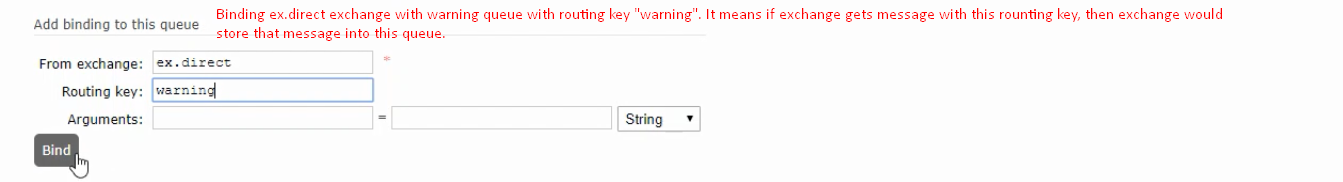 Binding ex.direct exchange with warning queue with routing key "warning". It means if exchange gets message with this rounting key, then exchange would
store that message into this queue.
Add binding to this queue
From exchange: ex.direct *
Routing key: warning
Arguments: = String ▼
Bind